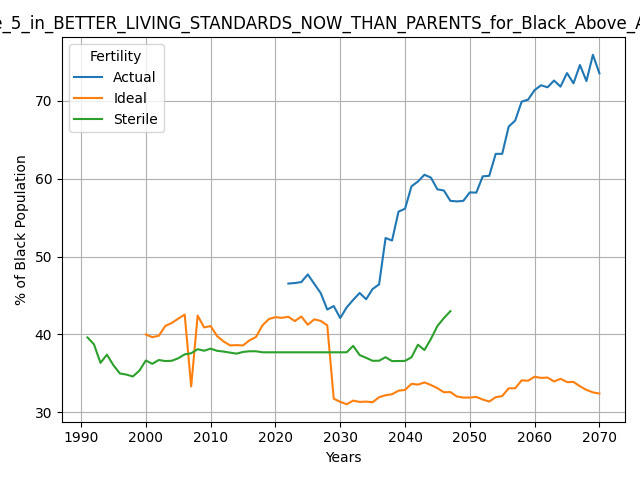 e_5_in_BETTER_LIVING_STANDARDS_NOW_THAN_PARENTS_for_Black_Above_A
Fertility
Actual
Ideal
Sterile
% of Black Population
70
60
50
40
30
1990 2000 2010 2020 2030 2040 2050 2060 2070
Years